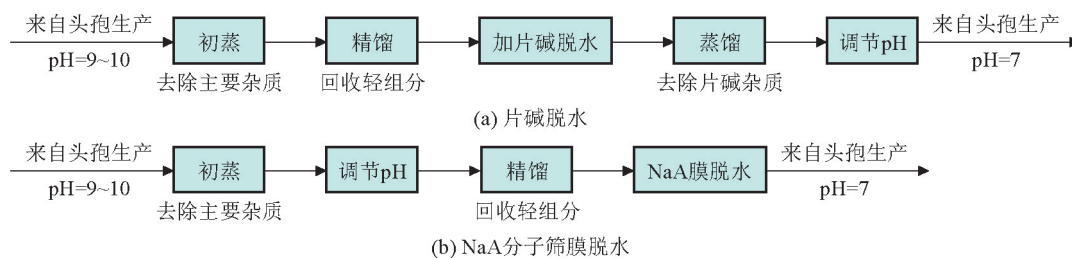 来自头孢生产 初蒸 精馏 加片碱脱水 蒸馏 调节pH 来自头孢生产
pH=9~10 去除主要杂质 回收轻组分 去除片碱杂质 pH=7
(a) 片碱脱水
来自头孢生产 初蒸 调节pH 精馏 NaA膜脱水 来自头孢生产
pH=9~10 去除主要杂质 回收轻组分 pH=7
(b) NaA分子筛膜脱水